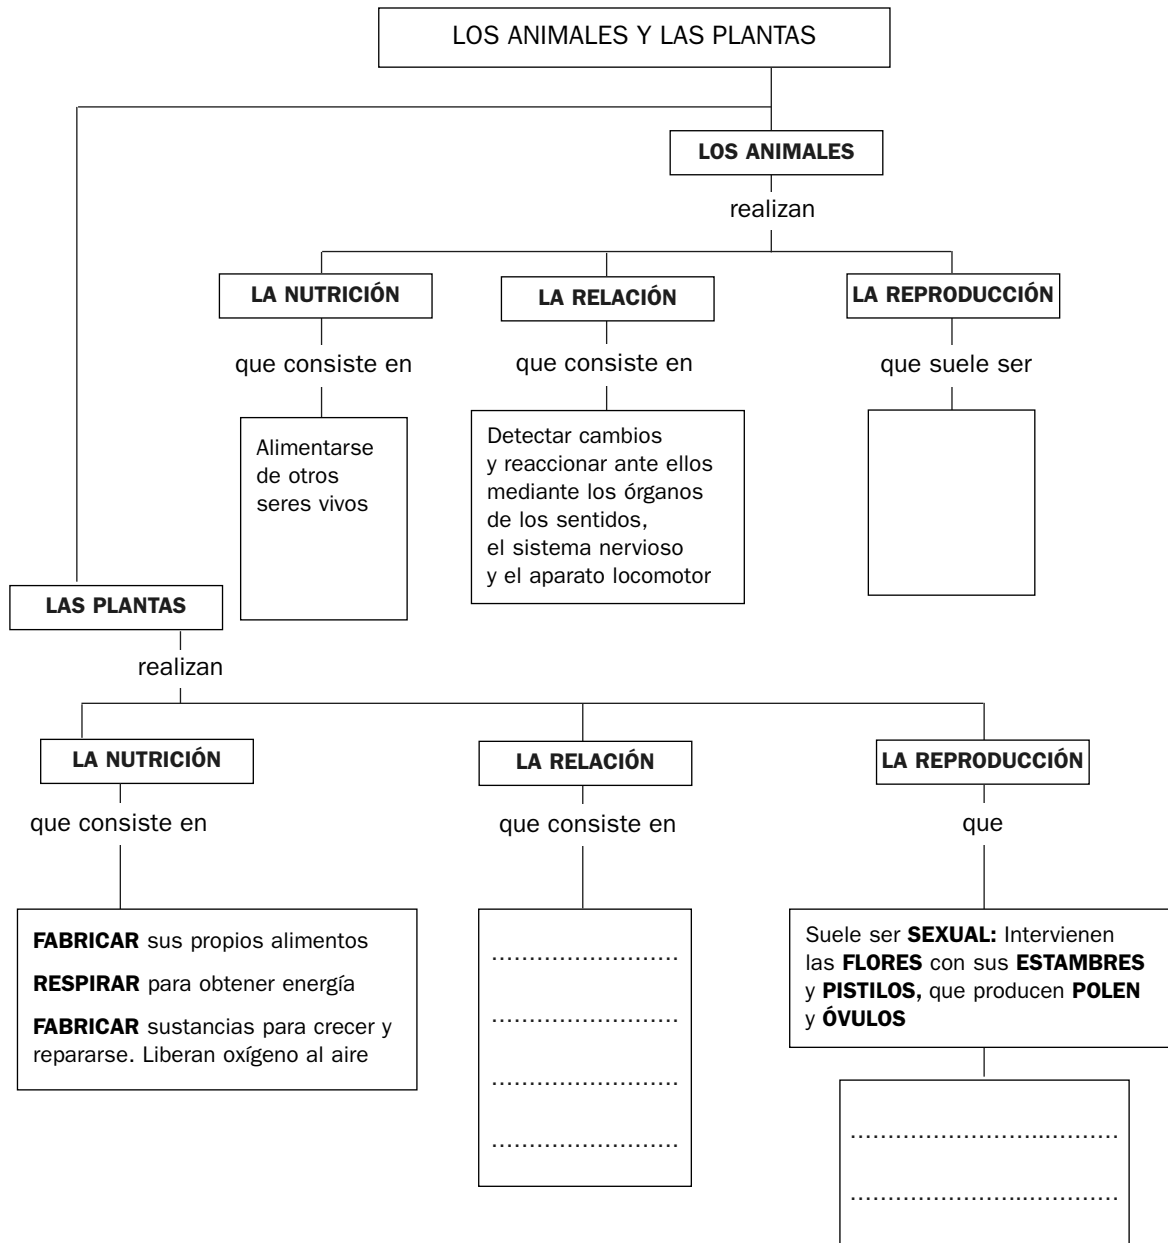 LOS ANIMALES Y LAS PLANTAS
LOS ANIMALES
realizan
LA NUTRICIÓN
que consiste en
Alimentarse
de otros
seres vivos
LA RELACIÓN
que consiste en
Detectar cambios
y reaccionar ante ellos
mediante los órganos
de los sentidos,
el sistema nervioso
y el aparato locomotor
LA REPRODUCCIÓN
que suele ser
LAS PLANTAS
realizan
LA NUTRICIÓN
que consiste en
FABRICAR sus propios alimentos
RESPIRAR para obtener energía
FABRICAR sustancias para crecer y
repararse. Liberan oxígeno al aire
LA RELACIÓN
que consiste en
.........................
.........................
.........................
.........................
LA REPRODUCCIÓN
que
Suele ser SEXUAL: Intervienen
las FLORES con sus ESTAMBRES
y PISTILOS, que producen POLEN
y ÓVULOS
....................................
....................................